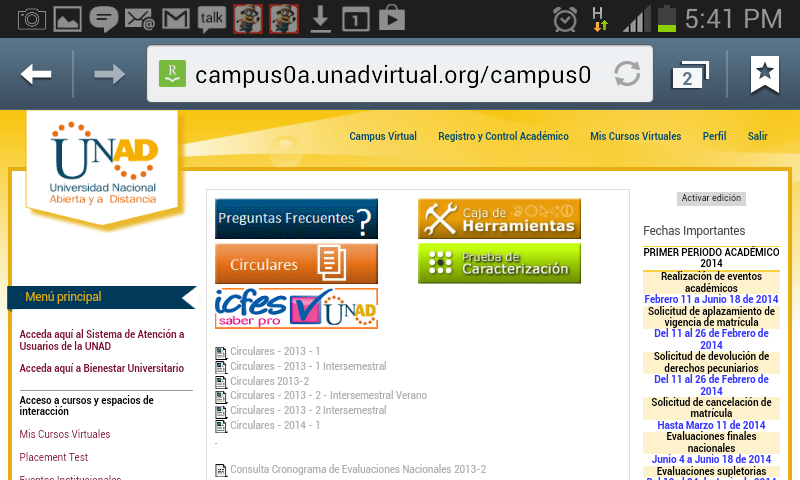 talk
1
H
5:41 PM
R
campus0a.unadvirtual.org/campus0
2
UNAD
Universidad Nacional
Abierta y a Distancia
Campus Virtual
Registro y Control Académico
Mis Cursos Virtuales
Perfil
Salir
Menú principal
Acceda aquí al Sistema de Atención a
Usuarios de la UNAD
Acceda aquí a Bienestar Universitario
Acceso a cursos y espacios de
interacción
Mis Cursos Virtuales
Placement Test
Eventos Institucionales
Preguntas Frecuentes ?
Caja de
Herramientas
Circulares
Prueba de
Caracterización
icfes
saber pro
UNAD
Circulares - 2013 - 1
Circulares - 2013 - 1 Intersemestral
Circulares 2013-2
Circulares - 2013 - 2 - Intersemestral Verano
Circulares - 2013 - 2 Intersemestral
Circulares - 2014 - 1
.
Consulta Cronograma de Evaluaciones Nacionales 2013-2
Activar edición
Fechas Importantes
PRIMER PERIODO ACADÉMICO
2014
Realización de eventos
académicos
Febrero 11 a Junio 18 de 2014
Solicitud de aplazamiento de
vigencia de matrícula
Del 11 al 26 de Febrero de
2014
Solicitud de devolución de
derechos pecuniarios
Del 11 al 26 de Febrero de
2014
Solicitud de cancelación de
matrícula
Hasta Marzo 11 de 2014
Evaluaciones finales
nacionales
Junio 4 a Junio 18 de 2014
Evaluaciones supletorias